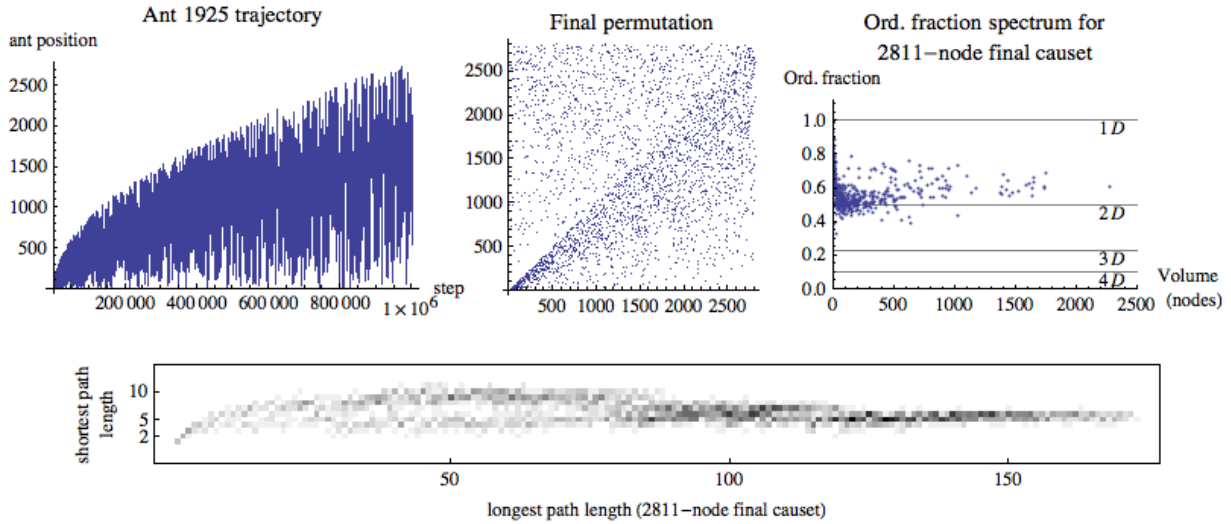 Ant 1925 trajectory
ant position
2500
2000
1500
1000
500
200 000 400 000 600 000 800 000
1×10⁶
step
Final permutation
2500
2000
1500
1000
500
500 1000 1500 2000 2500
Ord. fraction spectrum for
2811−node final causet
Ord. fraction
1.0
0.8
0.6
0.4
0.2
0.0
1D
2D
3D
4D
0 500 1000 1500 2000 2500
Volume
(nodes)
shortest path
length
10
5
2
50 100 150
longest path length (2811−node final causet)